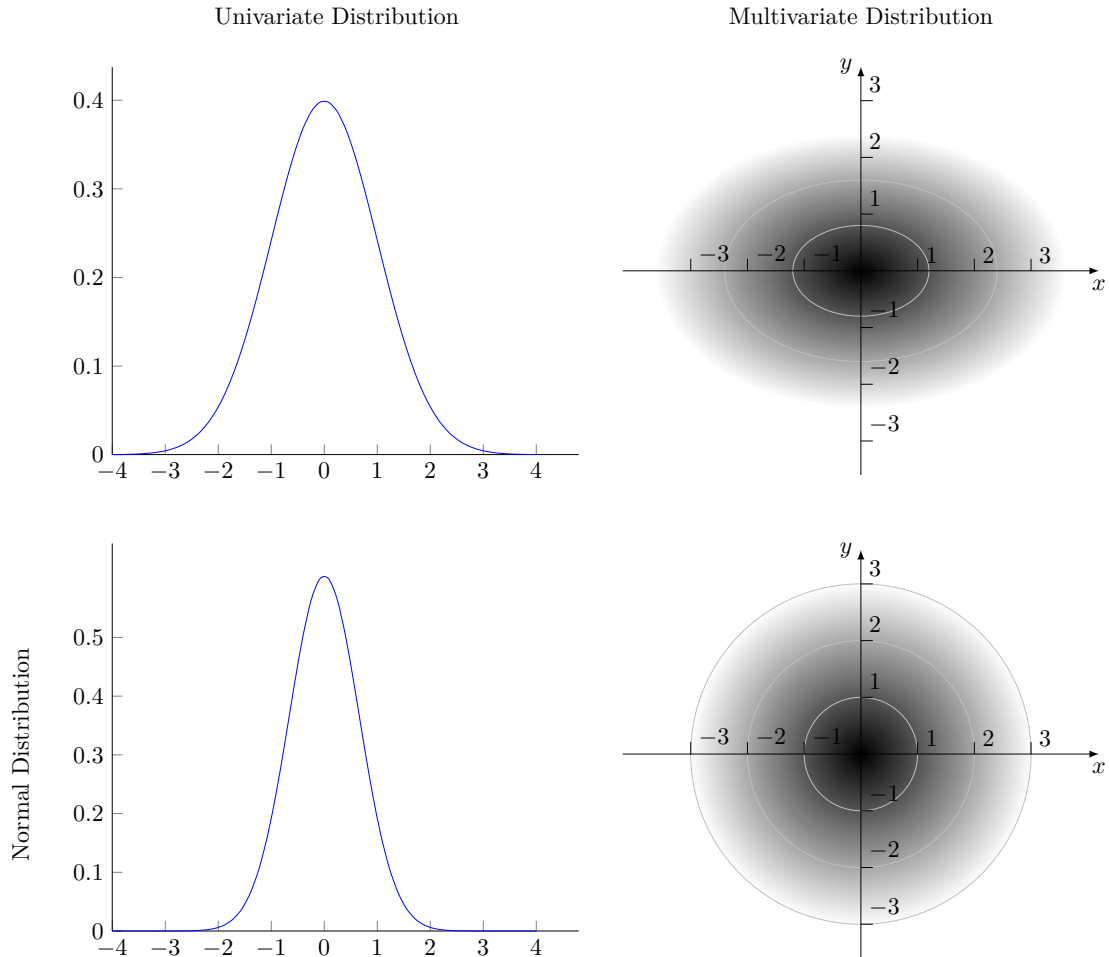 Univariate Distribution
Multivariate Distribution
0.4
0.3
0.2
0.1
0
−4 −3 −2 −1 0 1 2 3 4
y
3
2
1
−3 −2 −1 1 2 3
x
−1
−2
−3
Normal Distribution
0.5
0.4
0.3
0.2
0.1
0
−4 −3 −2 −1 0 1 2 3 4
y
3
2
1
−3 −2 −1 1 2 3
x
−1
−2
−3